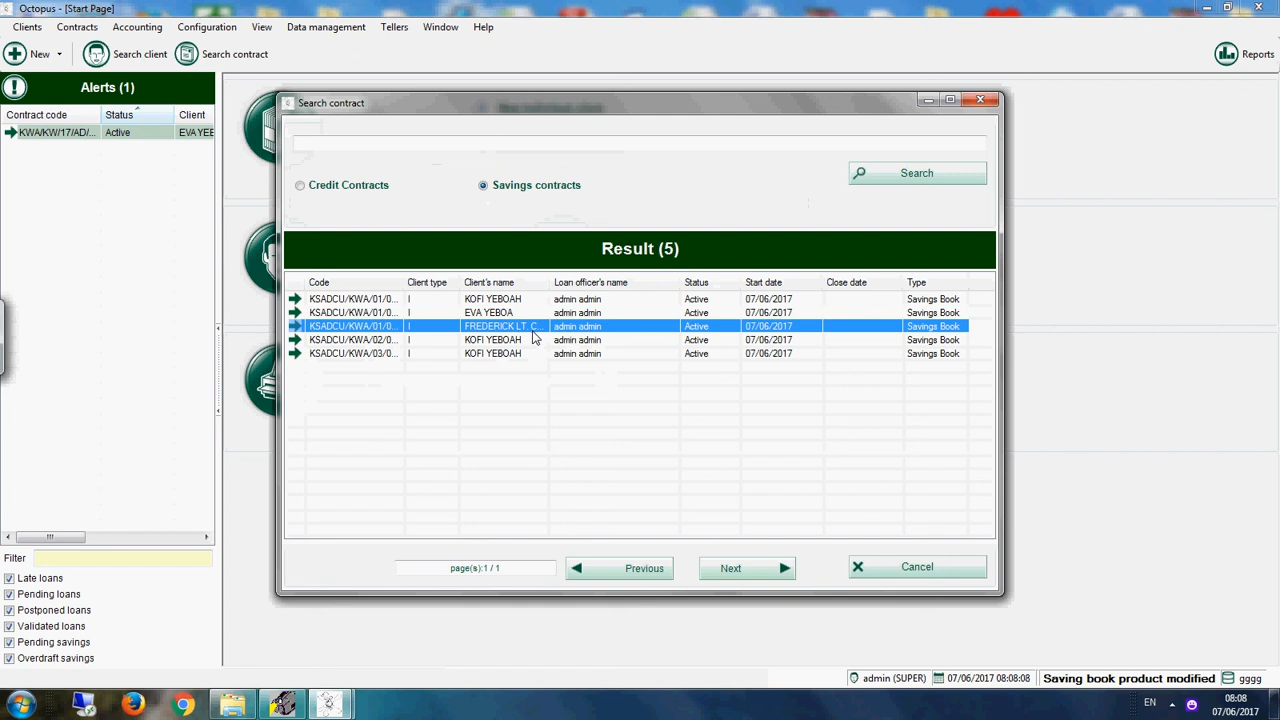 Octopus - [Start Page]
Clients Contracts Accounting Configuration View Data management Tellers Window Help
New Search client Search contract Reports
Alerts (1)
Contract code Status Client
KWA/KW/17/AD/... Active EVA YEE
Search contract
Credit Contracts Savings contracts Search
Result (5)
Code Client type Client's name Loan officer's name Status Start date Close date Type
KSADCU/KWA/01/0... I KOFI YEBOAH admin admin Active 07/06/2017 Savings Book
KSADCU/KWA/01/0... I EVA YEBOA admin admin Active 07/06/2017 Savings Book
KSADCU/KWA/01/0... I FREDERICK LT. C... admin admin Active 07/06/2017 Savings Book
KSADCU/KWA/02/0... I KOFI YEBOAH admin admin Active 07/06/2017 Savings Book
KSADCU/KWA/03/0... I KOFI YEBOAH admin admin Active 07/06/2017 Savings Book
page(s):1 / 1 Previous Next Cancel
Filter
Late loans
Pending loans
Postponed loans
Validated loans
Pending savings
Overdraft savings
admin (SUPER) 07/06/2017 08:08:08 Saving book product modified gggg
EN 08:08
07/06/2017